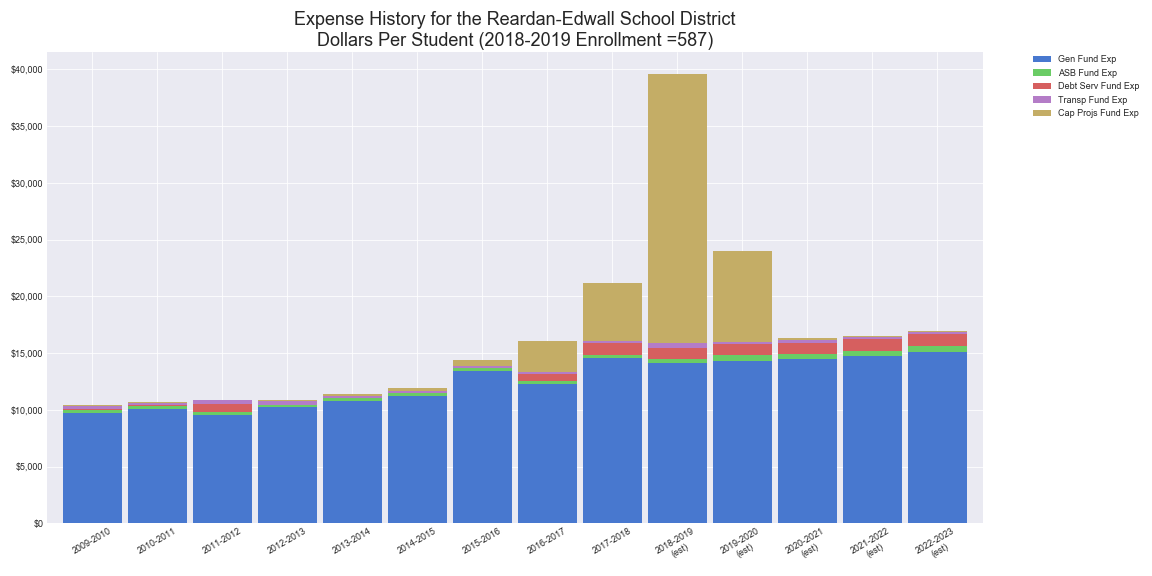 Expense History for the Reardan-Edwall School District
Dollars Per Student (2018-2019 Enrollment =587)
Gen Fund Exp
ASB Fund Exp
Debt Serv Fund Exp
Transp Fund Exp
Cap Projs Fund Exp
$40,000
$35,000
$30,000
$25,000
$20,000
$15,000
$10,000
$5,000
$0
2009-2010
2010-2011
2011-2012
2012-2013
2013-2014
2014-2015
2015-2016
2016-2017
2017-2018
2018-2019
(est)
2019-2020
(est)
2020-2021
(est)
2021-2022
(est)
2022-2023
(est)